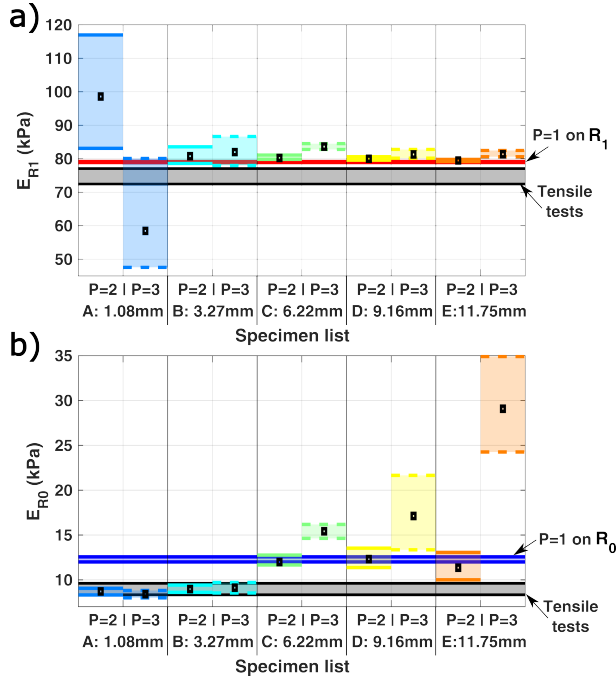 a)
120
110
100
90
80
70
60
50
E_R1 (kPa)
P=1 on R_1
Tensile
tests
P=2 | P=3 P=2 | P=3 P=2 | P=3 P=2 | P=3 P=2 | P=3
A: 1.08mm B: 3.27mm C: 6.22mm D: 9.16mm E:11.75mm
Specimen list
b)
35
30
25
20
15
10
E_R0 (kPa)
P=1 on R_0
Tensile
tests
P=2 | P=3 P=2 | P=3 P=2 | P=3 P=2 | P=3 P=2 | P=3
A: 1.08mm B: 3.27mm C: 6.22mm D: 9.16mm E:11.75mm
Specimen list